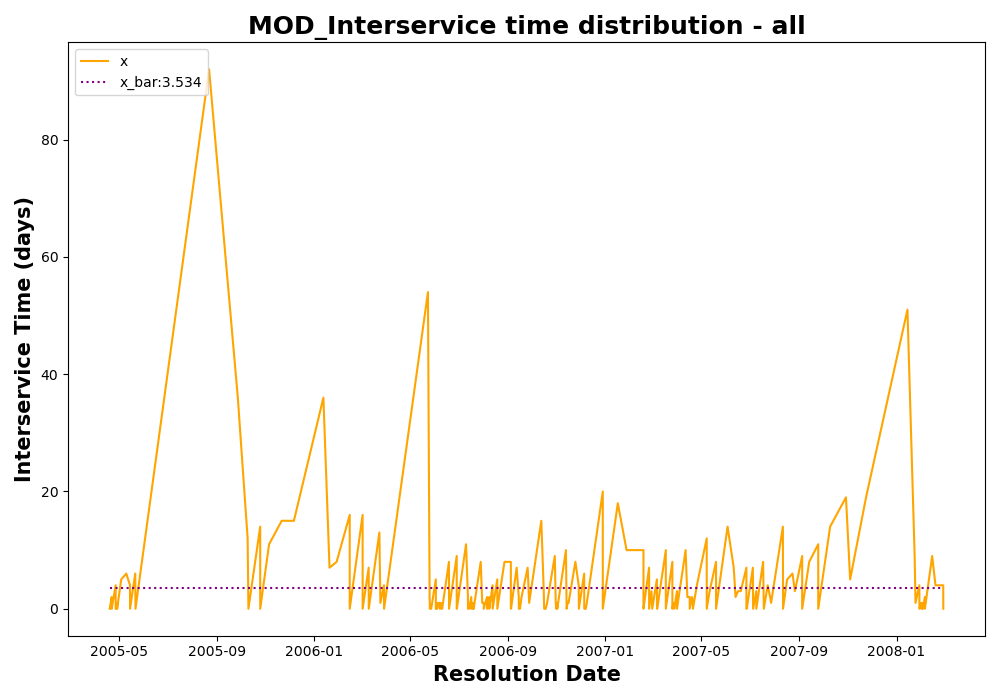 MOD_Interservice time distribution - all
x
x_bar:3.534
Interservice Time (days)
80
60
40
20
0
2005-05 2005-09 2006-01 2006-05 2006-09 2007-01 2007-05 2007-09 2008-01
Resolution Date